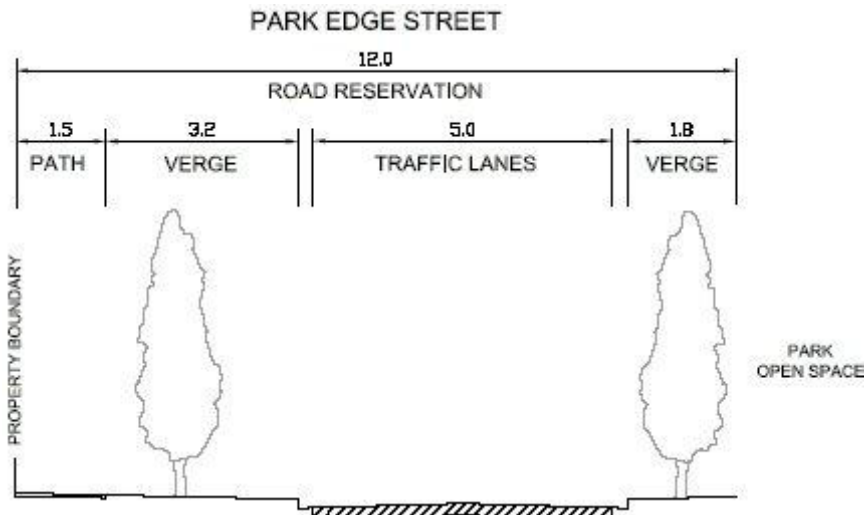 PARK EDGE STREET
12.0
ROAD RESERVATION
1.5 3.2 5.0 1.8
PATH VERGE TRAFFIC LANES VERGE
PROPERTY BOUNDARY
PARK
OPEN SPACE